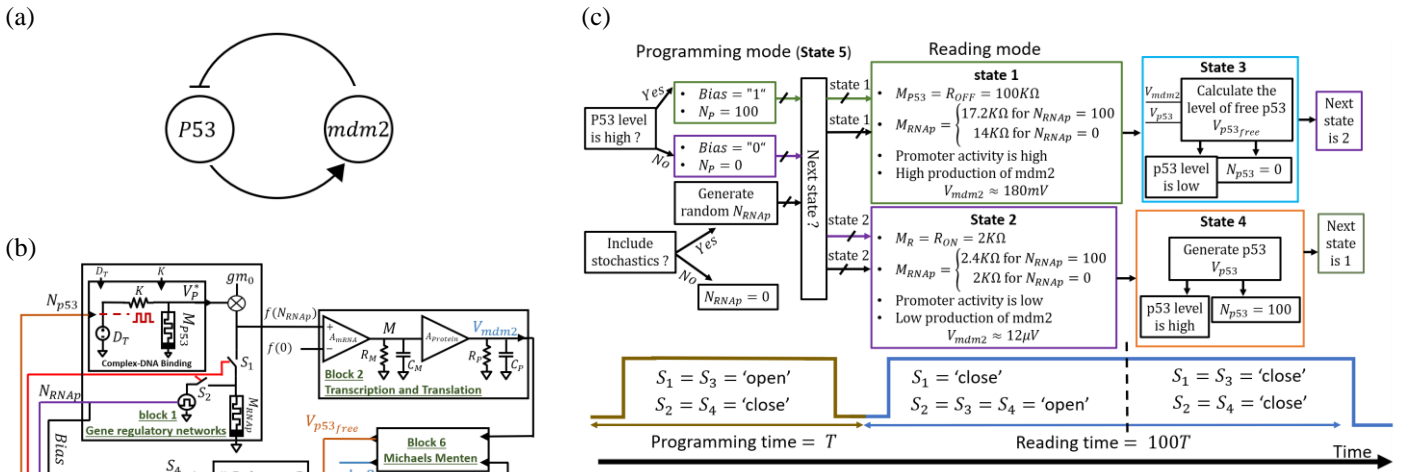 (a)
P53
mdm2
(b)
D_T
K
N_p53
K
V_P^*
gm_0
M_P53
D_T
Complex-DNA Binding
S_1
S_2
N_RNAp
M_RNAp
block 1
Gene regulatory networks
Bias
S_4
f(N_RNAp)
f(0)
+
−
A_mRNA
M
R_M
C_M
A_Protein
V_mdm2
R_P
C_P
Block 2
Transcription and Translation
V_p53_free
Block 6
Michaels Menten
(c)
Programming mode (State 5)
Reading mode
P53 level
is high ?
Yes
No
• Bias = "1"
• N_P = 100
• Bias = "0"
• N_P = 0
Generate
random N_RNAp
Include
stochastics ?
Yes
No
N_RNAp = 0
Next state ?
state 1
state 1
state 2
state 2
state 1
• M_P53 = R_OFF = 100KΩ
• M_RNAp = {17.2KΩ for N_RNAp = 100
14KΩ for N_RNAp = 0
• Promoter activity is high
• High production of mdm2
V_mdm2 ≈ 180mV
State 2
• M_R = R_ON = 2KΩ
• M_RNAp = {2.4KΩ for N_RNAp = 100
2KΩ for N_RNAp = 0
• Promoter activity is low
• Low production of mdm2
V_mdm2 ≈ 12μV
State 3
V_mdm2
V_p53
Calculate the
level of free p53
V_p53_free
p53 level
is low
N_p53 = 0
Next
state
is 2
State 4
Generate p53
V_p53
p53 level
is high
N_p53 = 100
Next
state
is 1
S_1 = S_3 = ‘open’
S_2 = S_4 = ‘close’
S_1 = ‘close’
S_2 = S_3 = S_4 = ‘open’
S_1 = S_3 = ‘close’
S_2 = S_4 = ‘close’
Programming time = T
Reading time = 100T
Time